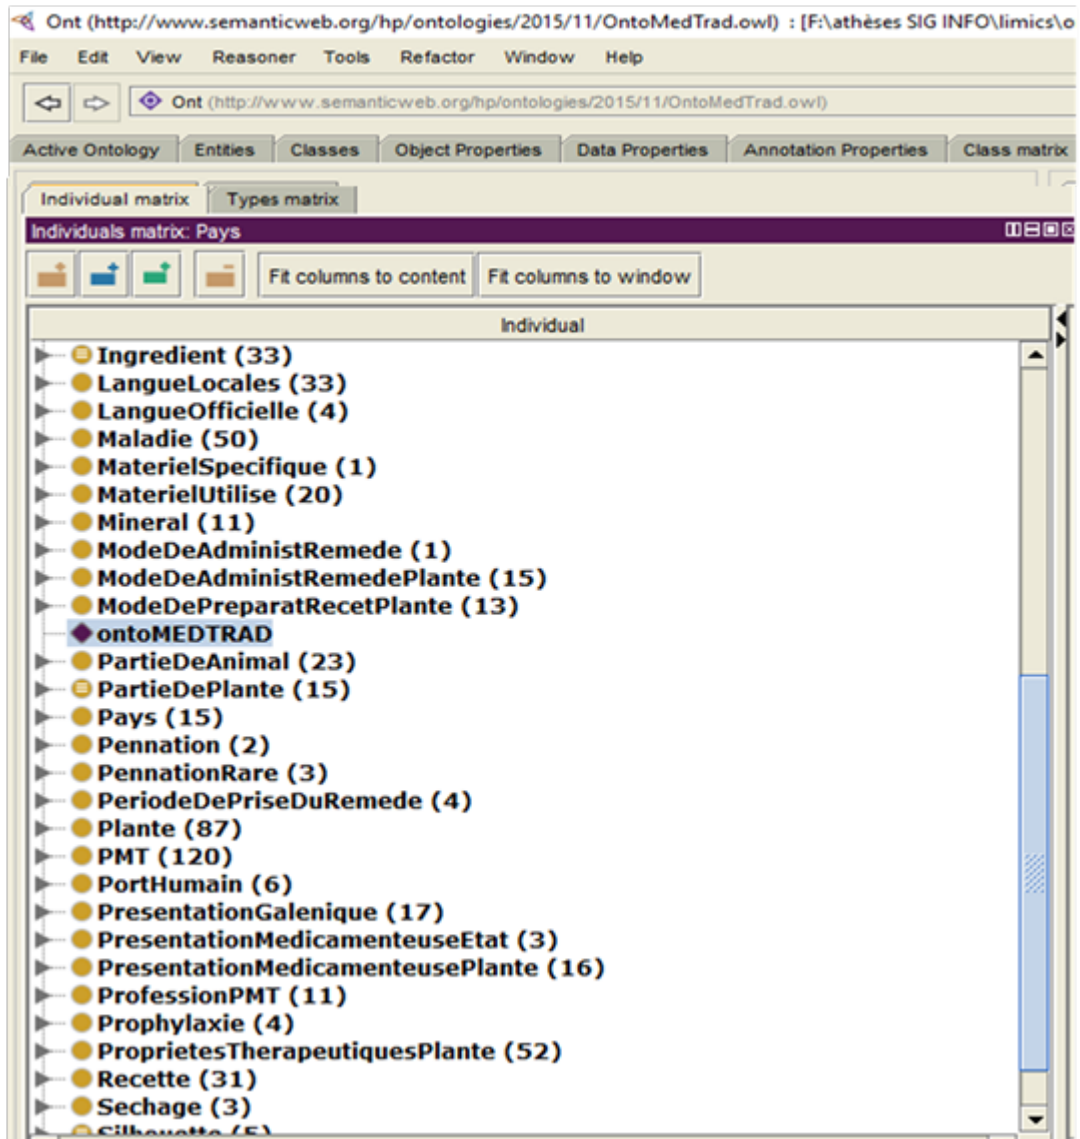 Ont (http://www.semanticweb.org/hp/ontologies/2015/11/OntoMedTrad.owl) : [F:\athèses SIG INFO\limics\o
File Edit View Reasoner Tools Refactor Window Help
Ont (http://www.semanticweb.org/hp/ontologies/2015/11/OntoMedTrad.owl)
Active Ontology Entities Classes Object Properties Data Properties Annotation Properties Class matrix
Individual matrix Types matrix
Individuals matrix: Pays
Fit columns to content Fit columns to window
Individual
Ingredient (33)
LangueLocales (33)
LangueOfficielle (4)
Maladie (50)
MaterielSpecifique (1)
MaterielUtilise (20)
Mineral (11)
ModeDeAdministRemede (1)
ModeDeAdministRemedePlante (15)
ModeDePreparatRecetPlante (13)
ontoMEDTRAD
PartieDeAnimal (23)
PartieDePlante (15)
Pays (15)
Pennation (2)
PennationRare (3)
PeriodeDePriseDuRemede (4)
Plante (87)
PMT (120)
PortHumain (6)
PresentationGalenique (17)
PresentationMedicamenteuseEtat (3)
PresentationMedicamenteusePlante (16)
ProfessionPMT (11)
Prophylaxie (4)
ProprietesTherapeutiquesPlante (52)
Recette (31)
Sechage (3)
Silhouette (5)